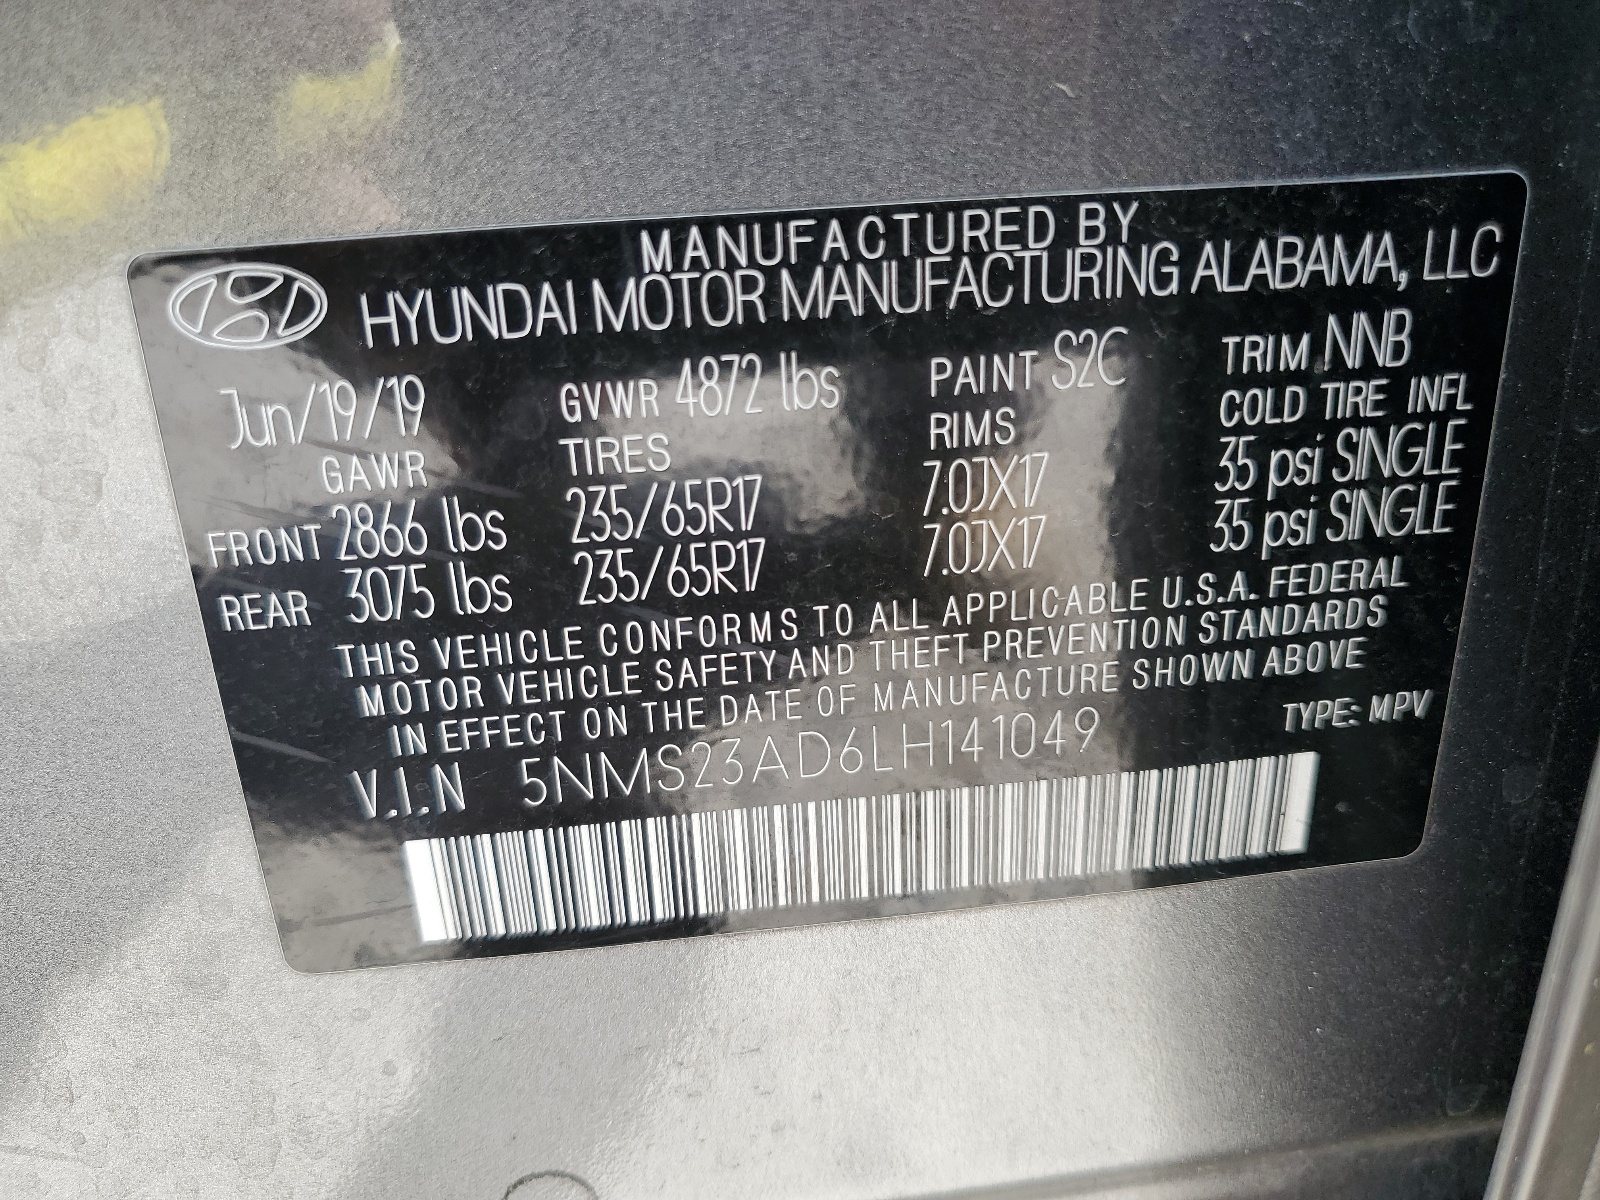 MANUFACTURED BY
HYUNDAI MOTOR MANUFACTURING ALABAMA, LLC
Jun/19/19 GVWR 4872 lbs PAINT S2C TRIM NNB
GAWR TIRES RIMS COLD TIRE INFL
FRONT 2866 lbs 235/65R17 7.0JX17 35 psi SINGLE
REAR 3075 lbs 235/65R17 7.0JX17 35 psi SINGLE
THIS VEHICLE CONFORMS TO ALL APPLICABLE U.S.A. FEDERAL
MOTOR VEHICLE SAFETY AND THEFT PREVENTION STANDARDS
IN EFFECT ON THE DATE OF MANUFACTURE SHOWN ABOVE
V.I.N 5NMS23AD6LH141049 TYPE: MPV